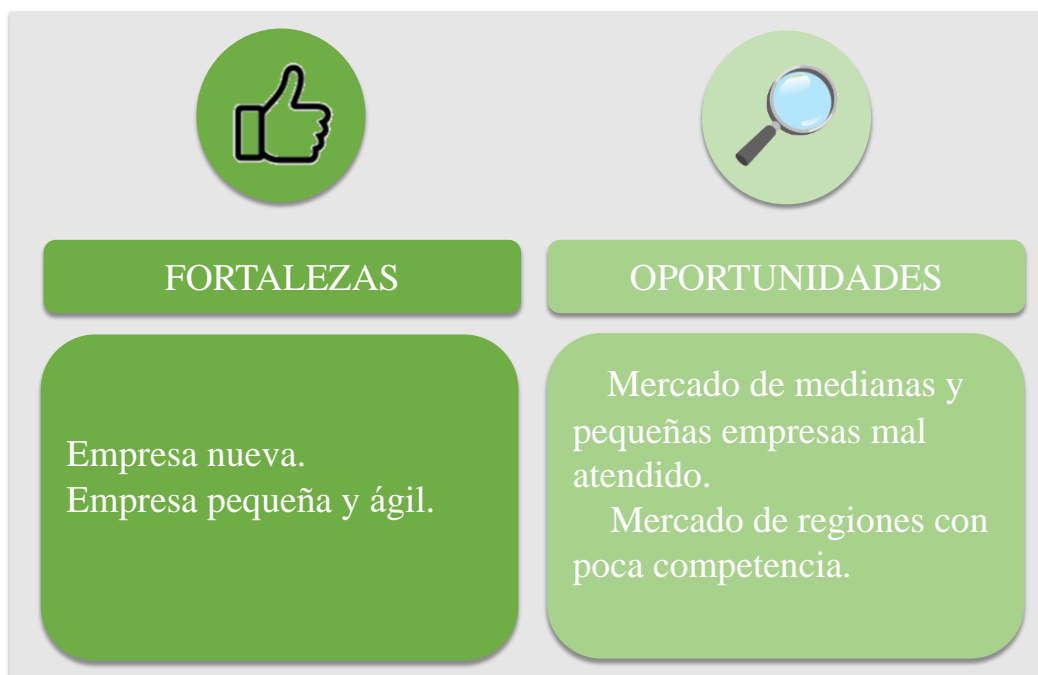 FORTALEZAS
OPORTUNIDADES
Empresa nueva.
Empresa pequeña y ágil.
Mercado de medianas y
pequeñas empresas mal
atendido.
Mercado de regiones con
poca competencia.